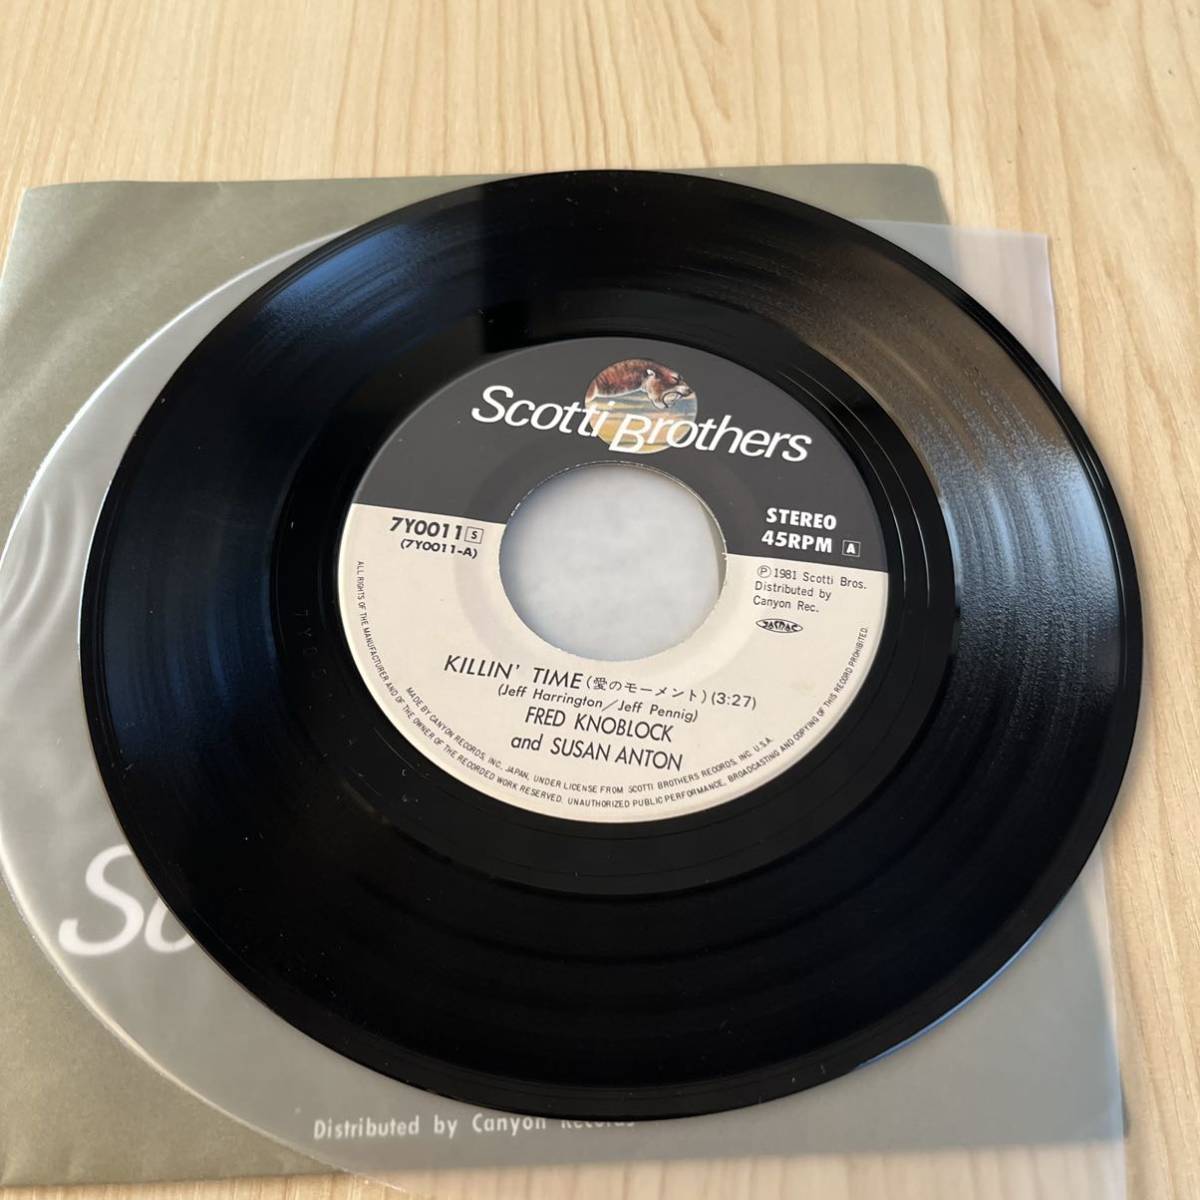 Scotti Brothers
7Y0011 S
(7Y0011-A)
STEREO
45RPM A
Ⓟ1981 Scotti Bros.
Distributed by
Canyon Rec.
JASRAC
KILLIN' TIME (愛のモーメント) (3:27)
(Jeff Harrington/Jeff Pennig)
FRED KNOBLOCK
and SUSAN ANTON
MADE BY CANYON RECORDS, INC. JAPAN, UNDER LICENSE FROM SCOTTI BROTHERS RECORDS, INC. U.S.A.
ALL RIGHTS OF THE MANUFACTURER AND OF THE OWNER OF THE RECORDED WORK RESERVED. UNAUTHORIZED PUBLIC PERFORMANCE, BROADCASTING AND COPYING OF THIS RECORD PROHIBITED.
Distributed by Canyon Records